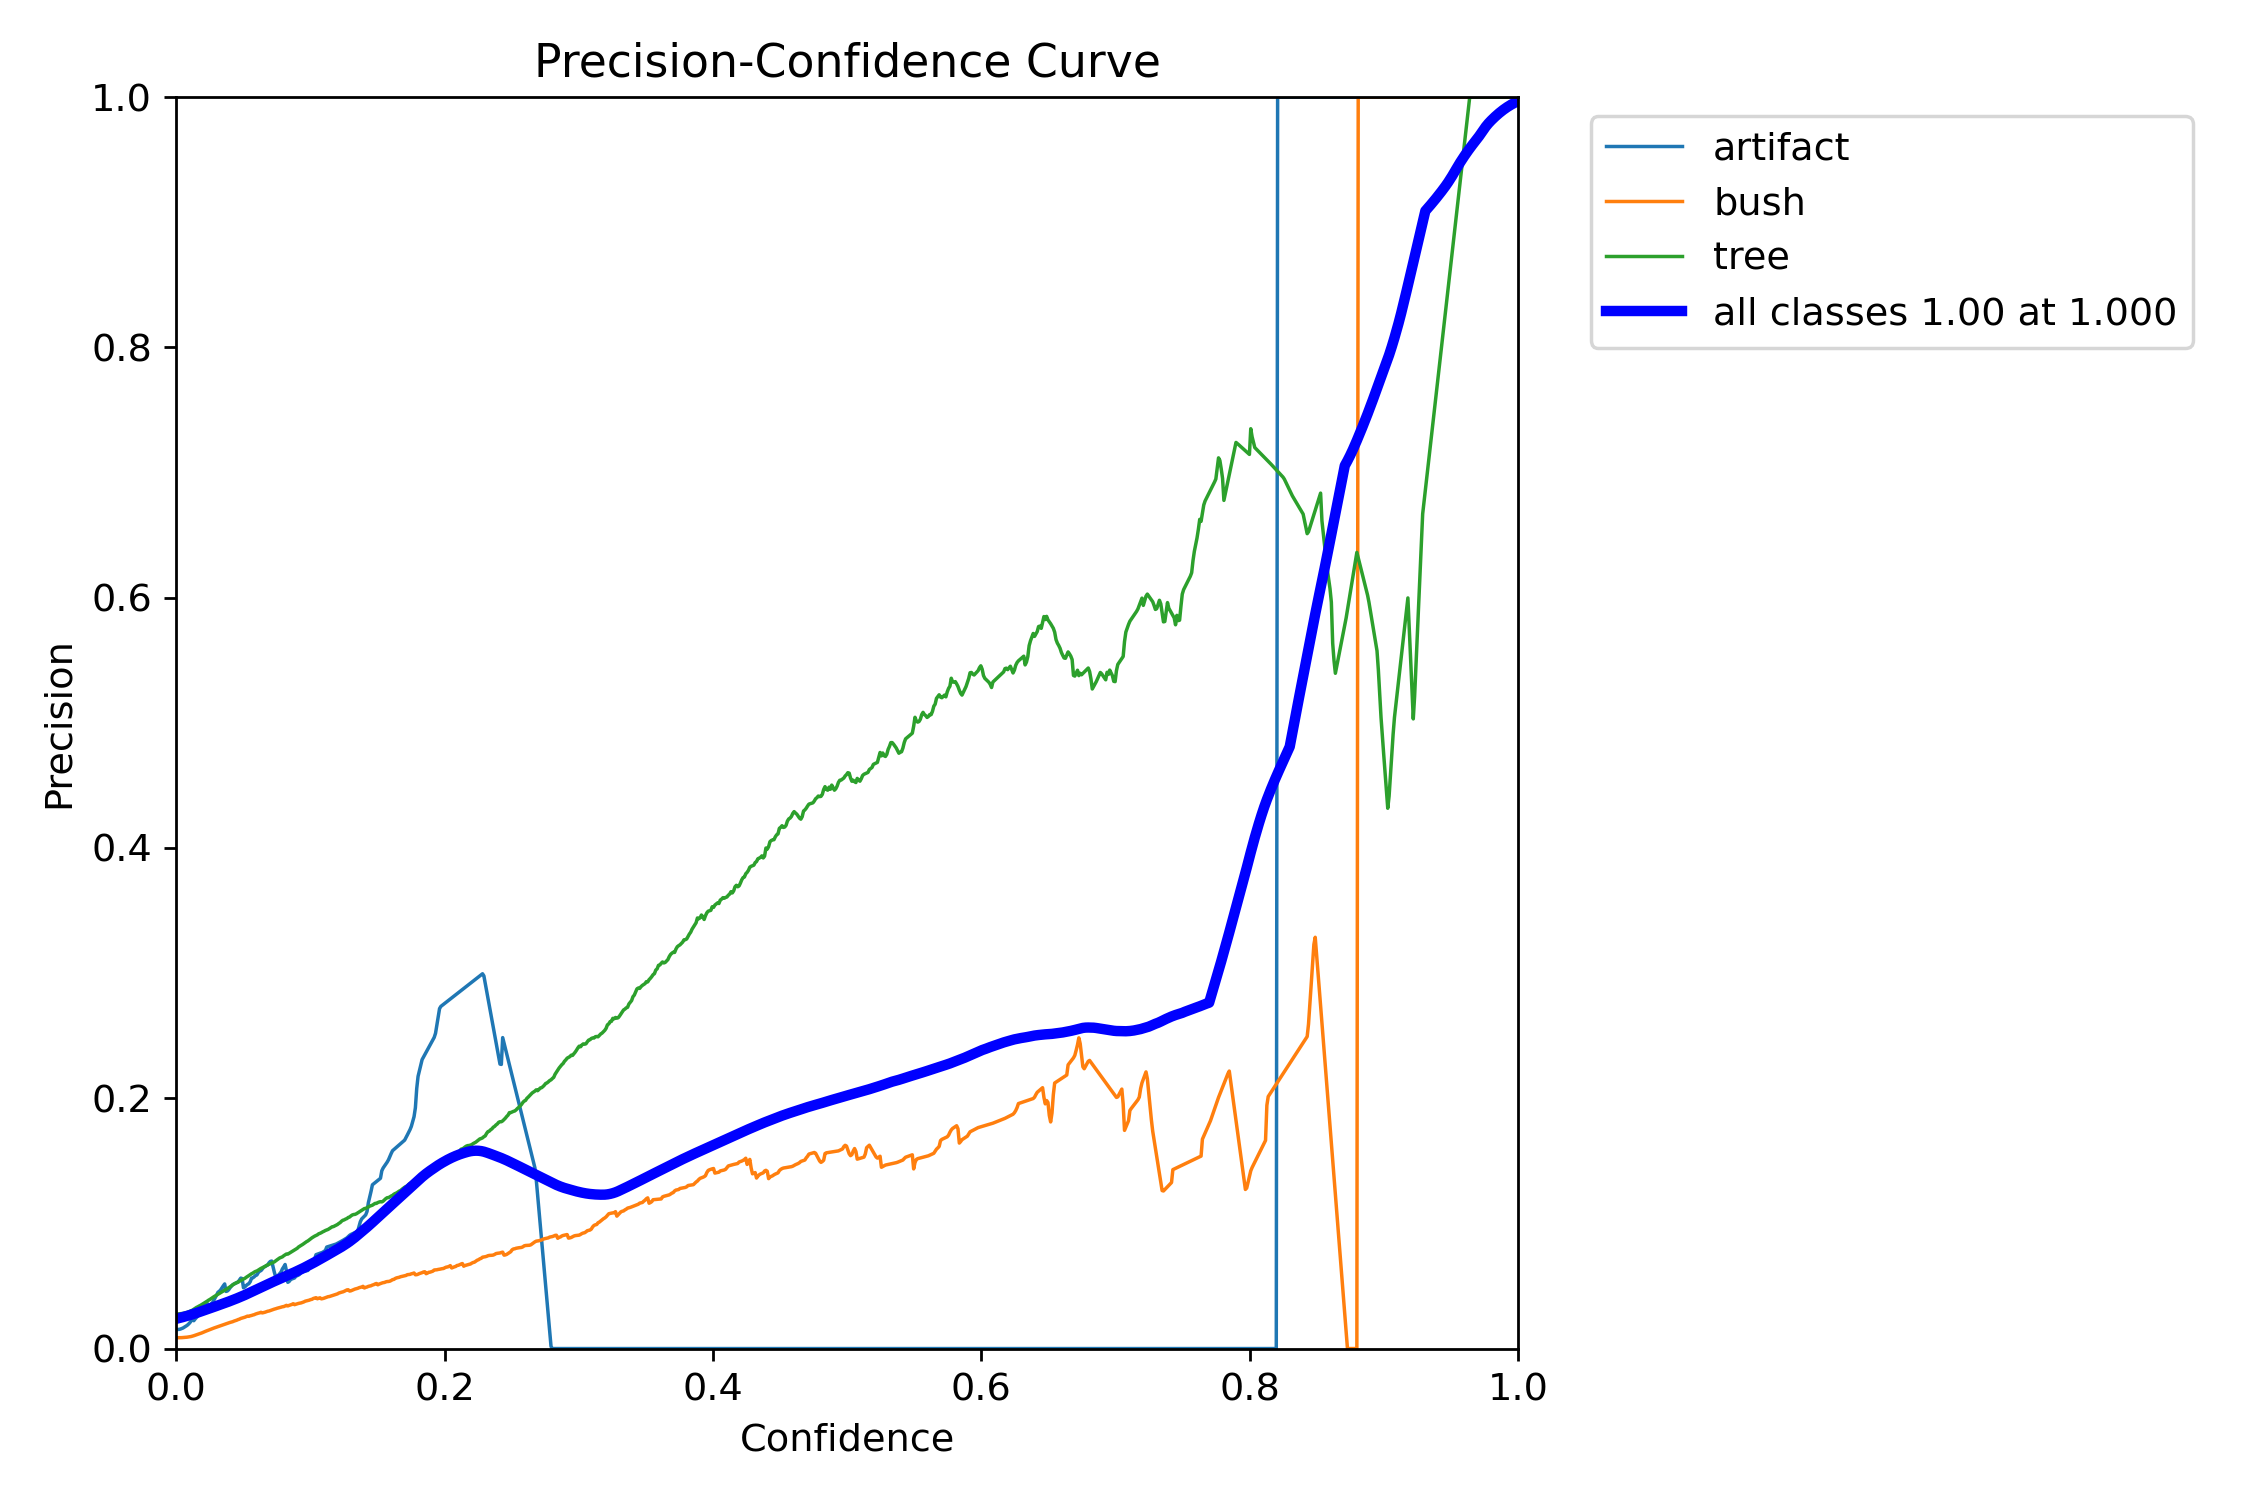 Precision-Confidence Curve
1.0
0.8
0.6
0.4
0.2
0.0
Precision
0.0 0.2 0.4 0.6 0.8 1.0
Confidence
artifact
bush
tree
all classes 1.00 at 1.000